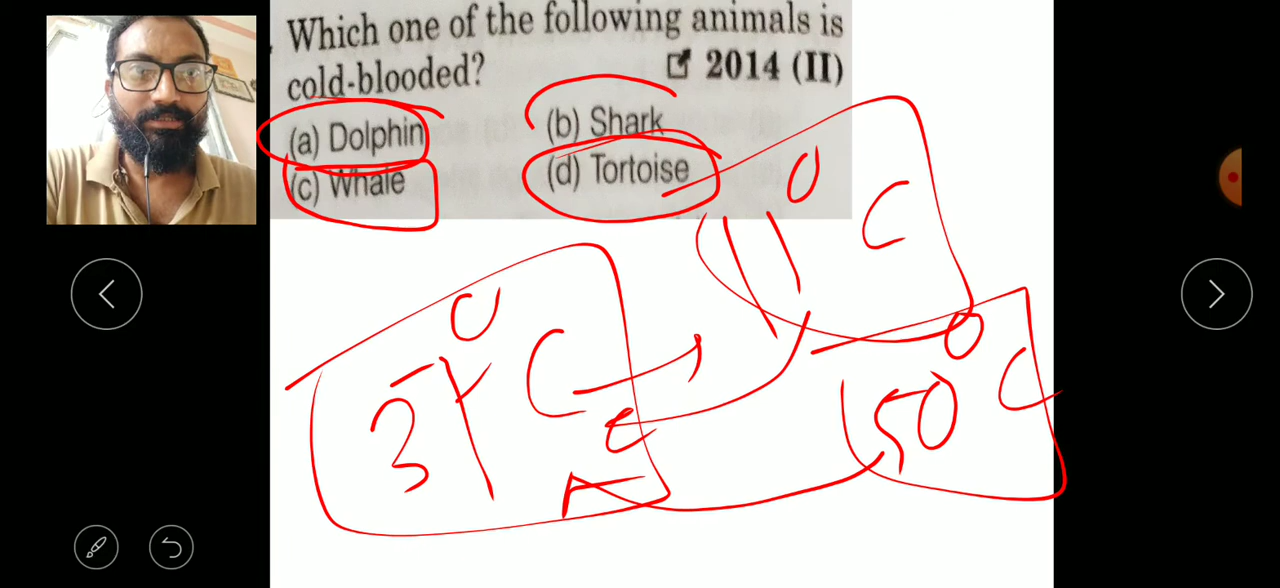 Which one of the following animals is
cold-blooded? 2014 (II)
(a) Dolphin (b) Shark
(c) Whale (d) Tortoise
11°C
37°C
50°C